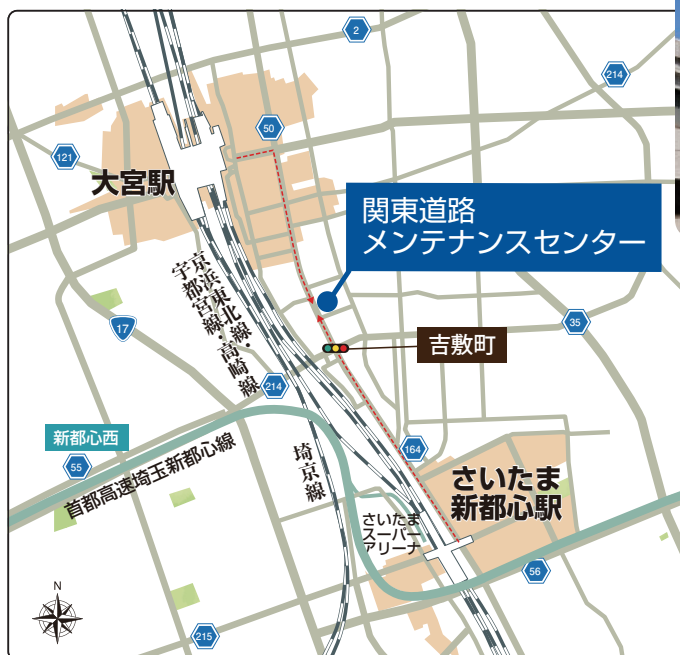 2
214
50
121
大宮駅
関東道路
メンテナンスセンター
京浜東北線・
宇都宮線・高崎線
17
35
吉敷町
214
新都心西
55
首都高速埼玉新都心線
埼京線
164
さいたま
新都心駅
さいたま
スーパー
アリーナ
56
N
215